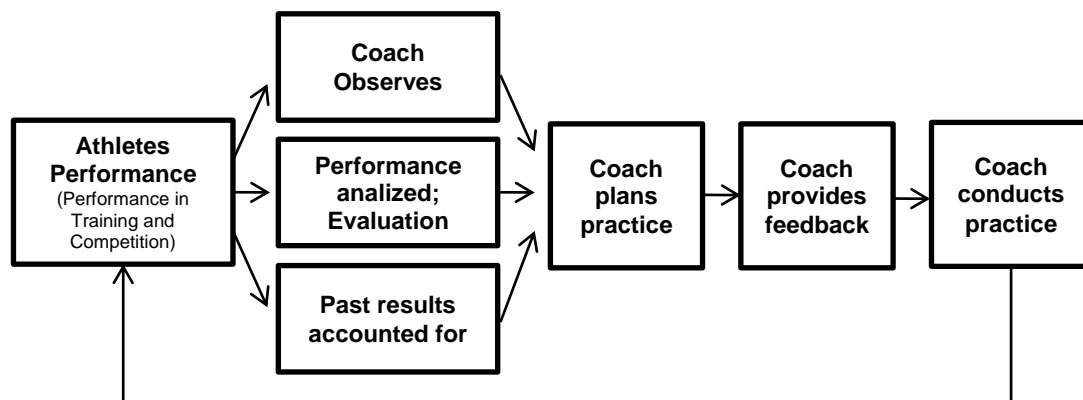 Athletes
Performance
(Performance in
Training and
Competition)
Coach
Observes
Performance
analized;
Evaluation
Past results
accounted for
Coach
plans
practice
Coach
provides
feedback
Coach
conducts
practice